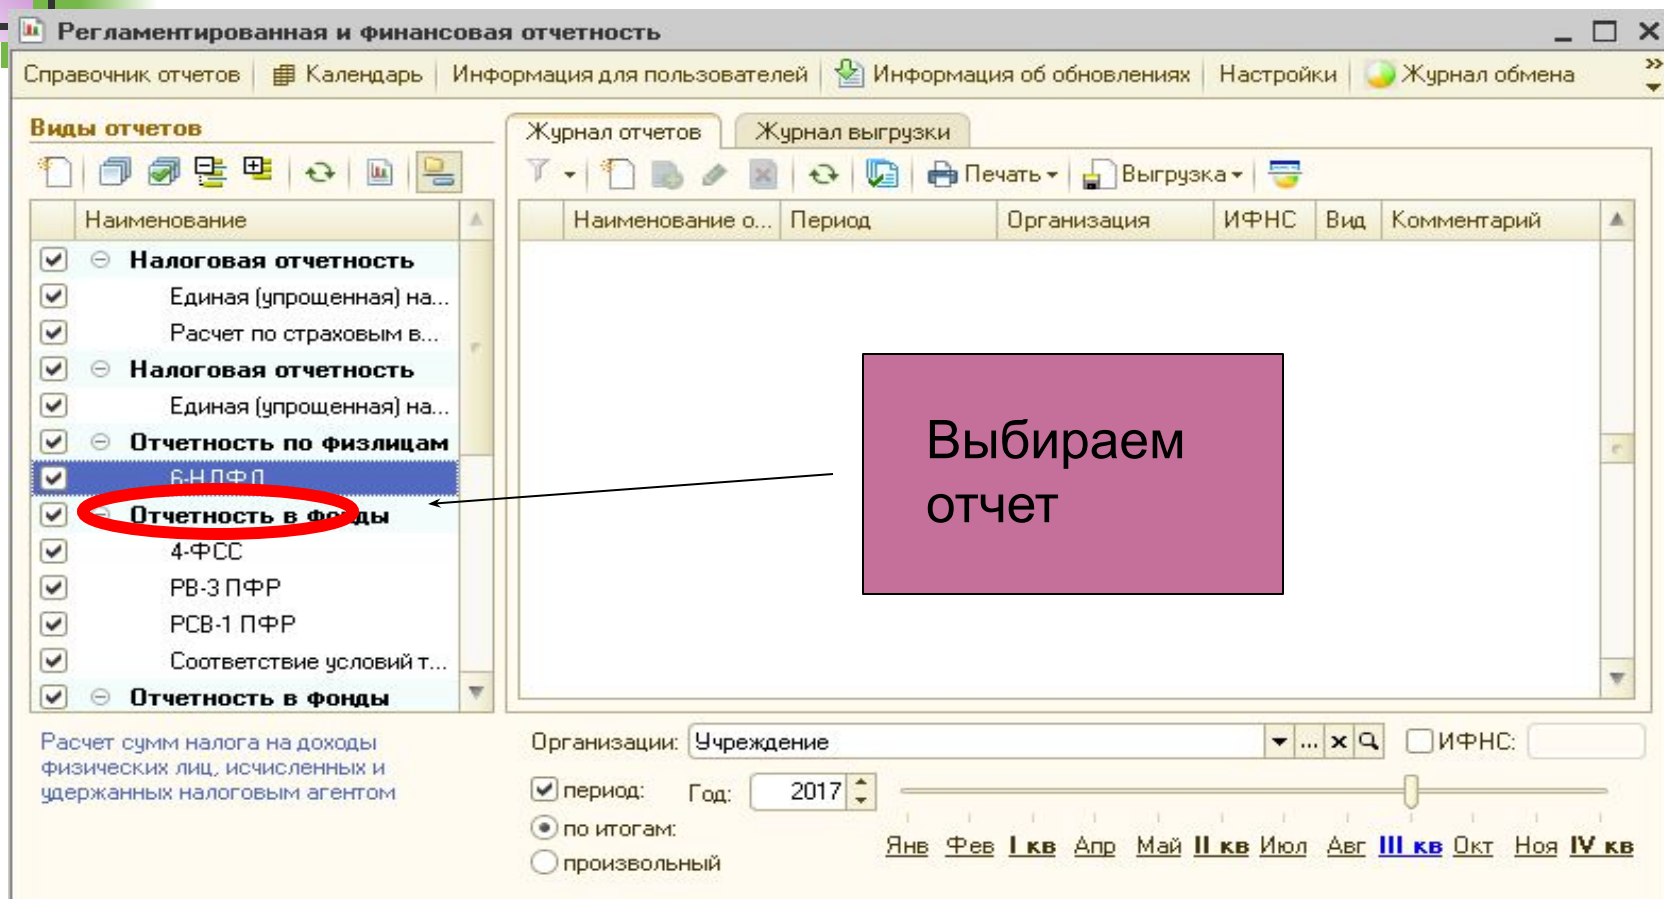 Регламентированная и финансовая отчетность
Справочник отчетов Календарь Информация для пользователей Информация об обновлениях Настройки Журнал обмена
Виды отчетов
Журнал отчетов Журнал выгрузки
Печать Выгрузка
Наименование
Наименование о... Период Организация ИФНС Вид Комментарий
Налоговая отчетность
Единая (упрощенная) на...
Расчет по страховым в...
Налоговая отчетность
Единая (упрощенная) на...
Отчетность по физлицам
6-НДФЛ
Отчетность в фонды
4-ФСС
РВ-3 ПФР
РСВ-1 ПФР
Соответствие условий т...
Отчетность в фонды
Выбираем
отчет
Расчет сумм налога на доходы
физических лиц, исчисленных и
удержанных налоговым агентом
Организации: Учреждение ... ИФНС:
период: Год: 2017
по итогам:
произвольный
Янв Фев I кв Апр Май II кв Июл Авг III кв Окт Ноя IV кв